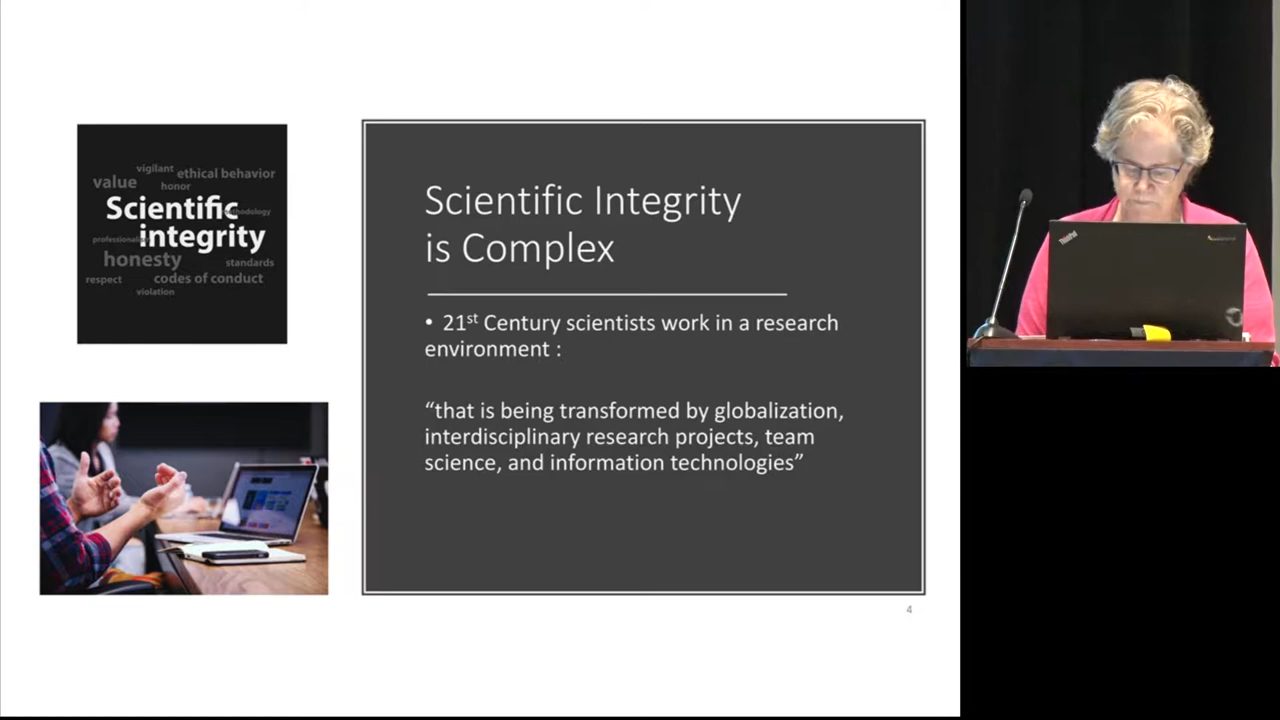 vigilant
ethical behavior
value
honor
Scientific
methodology
integrity
professionalism
honesty
standards
respect
codes of conduct
violation
Scientific Integrity
is Complex
• 21st Century scientists work in a research
environment :
“that is being transformed by globalization,
interdisciplinary research projects, team
science, and information technologies”
4
ThinkPad